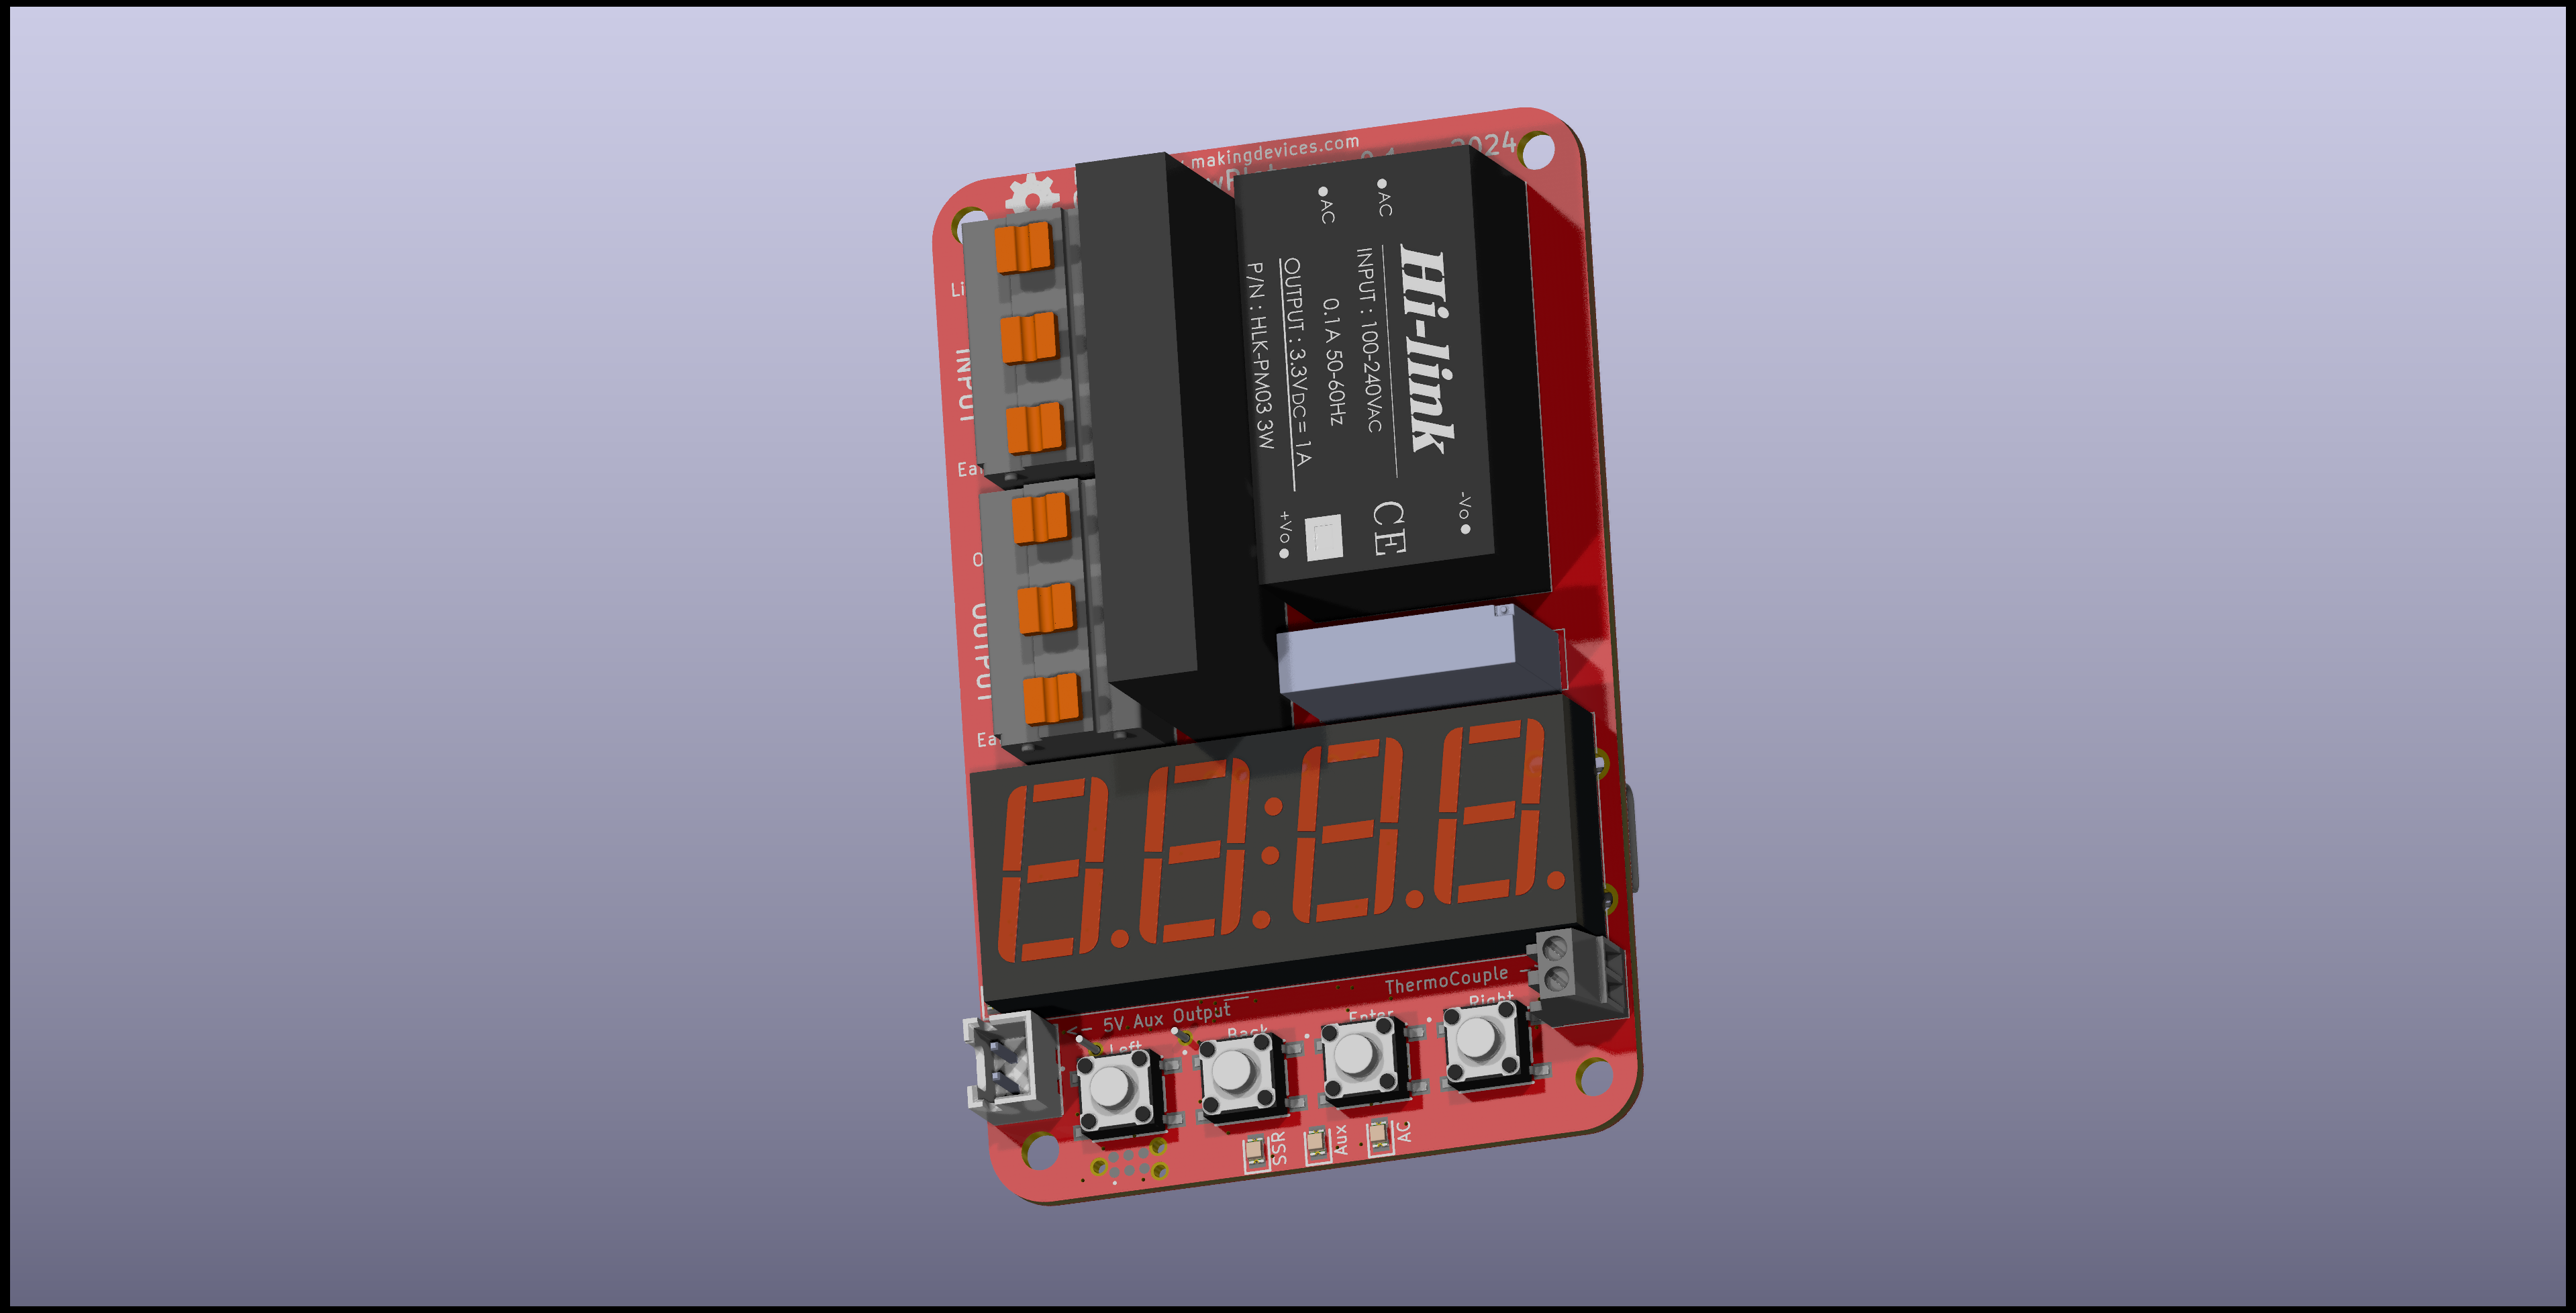 makingdevices.com
2024
AC
AC
Hi-link
INPUT : 100-240VAC
0.1A 50-60Hz
OUTPUT : 3.3VDC= 1A
P/N : HLK-PM03 3W
CE
-Vo
+Vo
INPUT
OUTPUT
ThermoCouple
<- 5V Aux Output
Left
Back
Enter
Right
SSR
Aux
AC